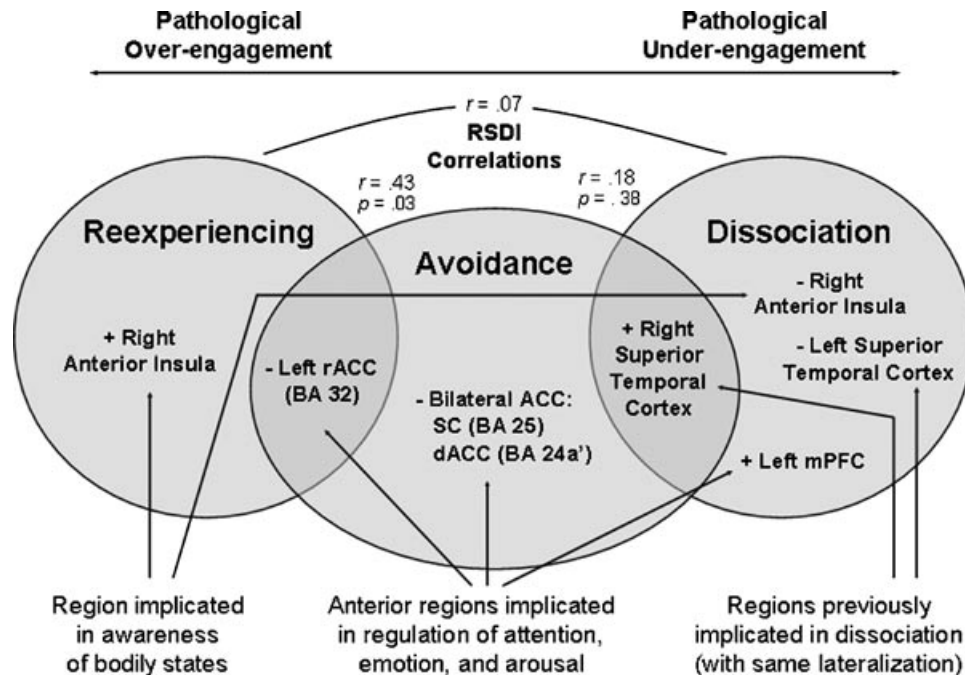 Pathological
Over-engagement
Pathological
Under-engagement
r = .07
RSDI
Correlations
r = .43
p = .03
r = .18
p = .38
Reexperiencing
Avoidance
Dissociation
+ Right
Anterior Insula
- Left rACC
(BA 32)
- Bilateral ACC:
SC (BA 25)
dACC (BA 24a')
+ Right
Superior
Temporal
Cortex
- Right
Anterior Insula
- Left Superior
Temporal Cortex
+ Left mPFC
Region implicated
in awareness
of bodily states
Anterior regions implicated
in regulation of attention,
emotion, and arousal
Regions previously
implicated in dissociation
(with same lateralization)